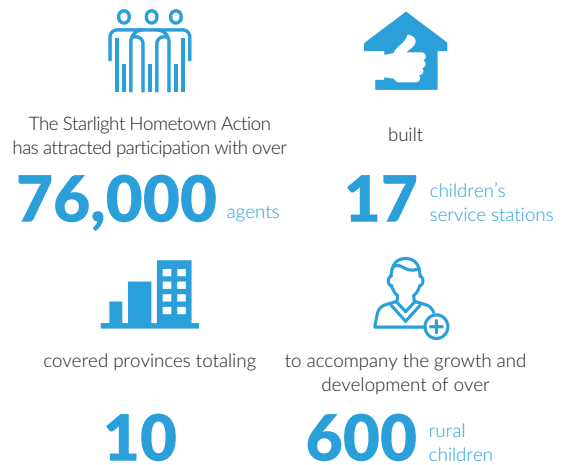 The Starlight Hometown Action
has attracted participation with over
76,000 agents
built
17 children's
service stations
covered provinces totaling
10
to accompany the growth and
development of over
600 rural
children